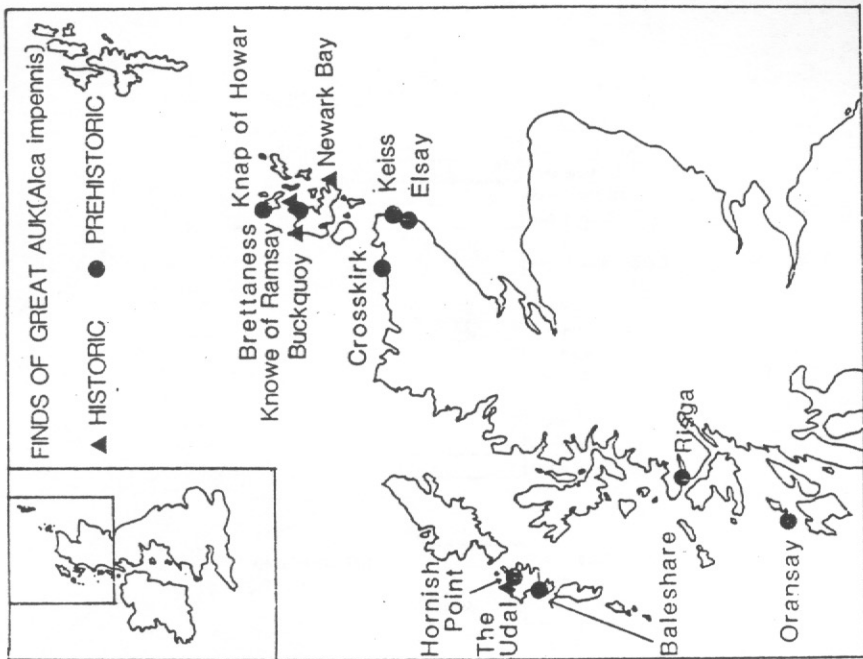 FINDS OF GREAT AUK(Alca impennis)
HISTORIC
PREHISTORIC
Brettaness
Knap of Howar
Knowe of Ramsay
Buckquoy
Newark Bay
Crosskirk
Keiss
Elsay
Hornish
Point
The
Udal
Baleshare
Risga
Oransay